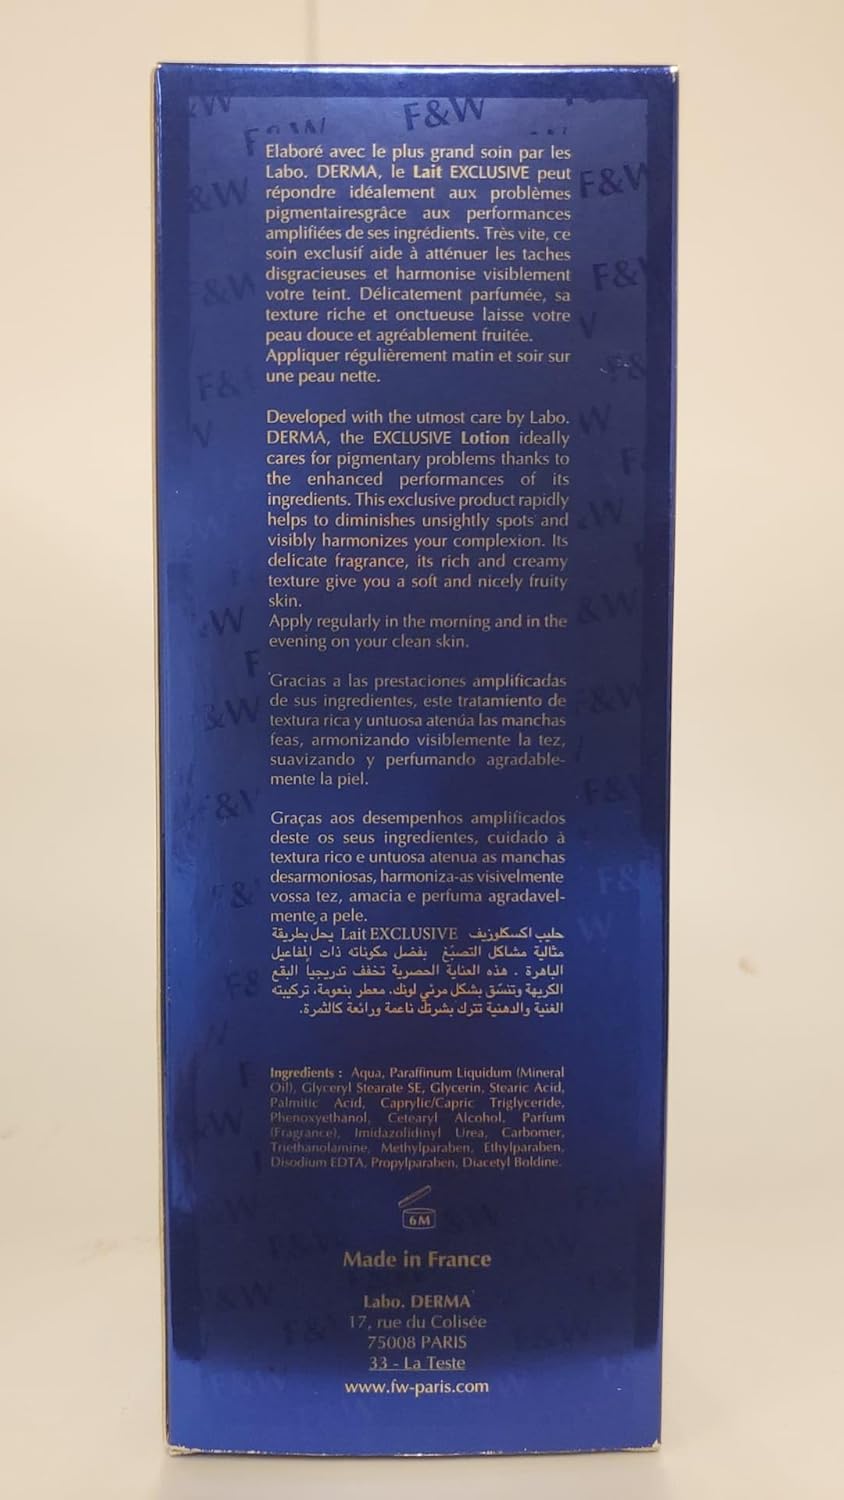 F&W
Elaboré avec le plus grand soin par les
Labo. DERMA, le Lait EXCLUSIVE peut
répondre idéalement aux problèmes
pigmentairesgrâce aux performances
amplifiées de ses ingrédients. Très vite, ce
soin exclusif aide à atténuer les taches
disgracieuses et harmonise visiblement
votre teint. Délicatement parfumée, sa
texture riche et onctueuse laisse votre
peau douce et agréablement fruitée.
Appliquer régulièrement matin et soir sur
une peau nette.
Developed with the utmost care by Labo.
DERMA, the EXCLUSIVE Lotion ideally
cares for pigmentary problems thanks to
the enhanced performances of its
ingredients. This exclusive product rapidly
helps to diminishes unsightly spots and
visibly harmonizes your complexion. Its
delicate fragrance, its rich and creamy
texture give you a soft and nicely fruity
skin.
Apply regularly in the morning and in the
evening on your clean skin.
Gracias a las prestaciones amplificadas
de sus ingredientes, este tratamiento de
textura rica y untuosa atenúa las manchas
feas, armonizando visiblemente la tez,
suavizando y perfumando agradable-
mente la piel.
Graças aos desempenhos amplificados
deste os seus ingredientes, cuidado à
textura rico e untuosa atenua as manchas
desarmoniosas, harmoniza-as visivelmente
vossa tez, amacia e perfuma agradavel-
mente a pele.
حليب اكسكلوزيف Lait EXCLUSIVE يحل بطريقة
مثالية مشاكل التصبّغ بفضل مكوناته ذات المفاعيل
الباهرة . هذه العناية الحصرية تخفف تدريجياً البقع
الكريهة وتنسّق بشكل مرئي لونك. معطر بنعومة، تركيبته
الغنية والدهنية تترك بشرتك ناعمة ورائعة كالثمرة.
Ingredients : Aqua, Paraffinum Liquidum (Mineral
Oil), Glyceryl Stearate SE, Glycerin, Stearic Acid,
Palmitic Acid, Caprylic/Capric Triglyceride,
Phenoxyethanol, Cetearyl Alcohol, Parfum
(Fragrance), Imidazolidinyl Urea, Carbomer,
Triethanolamine, Methylparaben, Ethylparaben,
Disodium EDTA, Propylparaben, Diacetyl Boldine.
6M
Made in France
Labo. DERMA
17, rue du Colisée
75008 PARIS
33 - La Teste
www.fw-paris.com